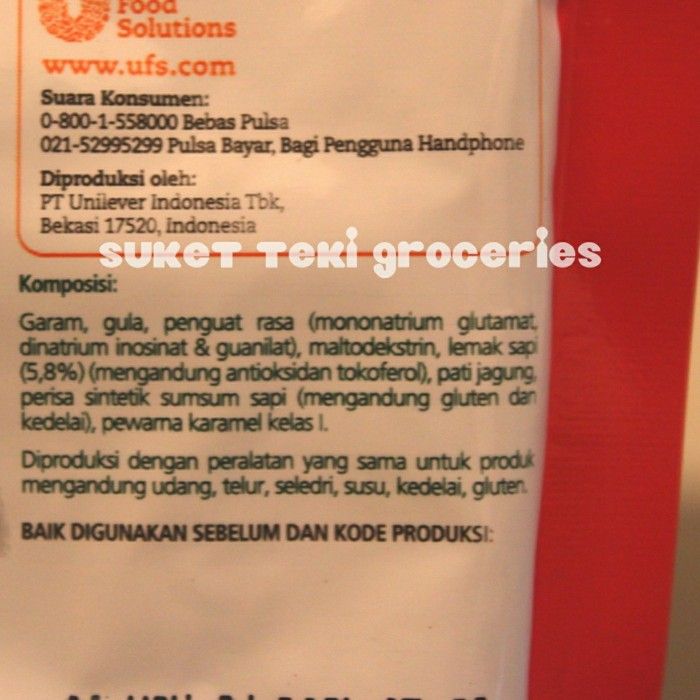 Food
Solutions
www.ufs.com
Suara Konsumen:
0-800-1-558000 Bebas Pulsa
021-52995299 Pulsa Bayar, Bagi Pengguna Handphone
Diproduksi oleh:
PT Unilever Indonesia Tbk,
Bekasi 17520, Indonesia
SUKET TEKI GROCERIES
Komposisi:
Garam, gula, penguat rasa (mononatrium glutamat,
dinatrium inosinat & guanilat), maltodekstrin, lemak sapi
(5,8%) (mengandung antioksidan tokoferol), pati jagung,
perisa sintetik sumsum sapi (mengandung gluten dan
kedelai), pewarna karamel kelas I.
Diproduksi dengan peralatan yang sama untuk produk
mengandung udang, telur, seledri, susu, kedelai, gluten.
BAIK DIGUNAKAN SEBELUM DAN KODE PRODUKSI: